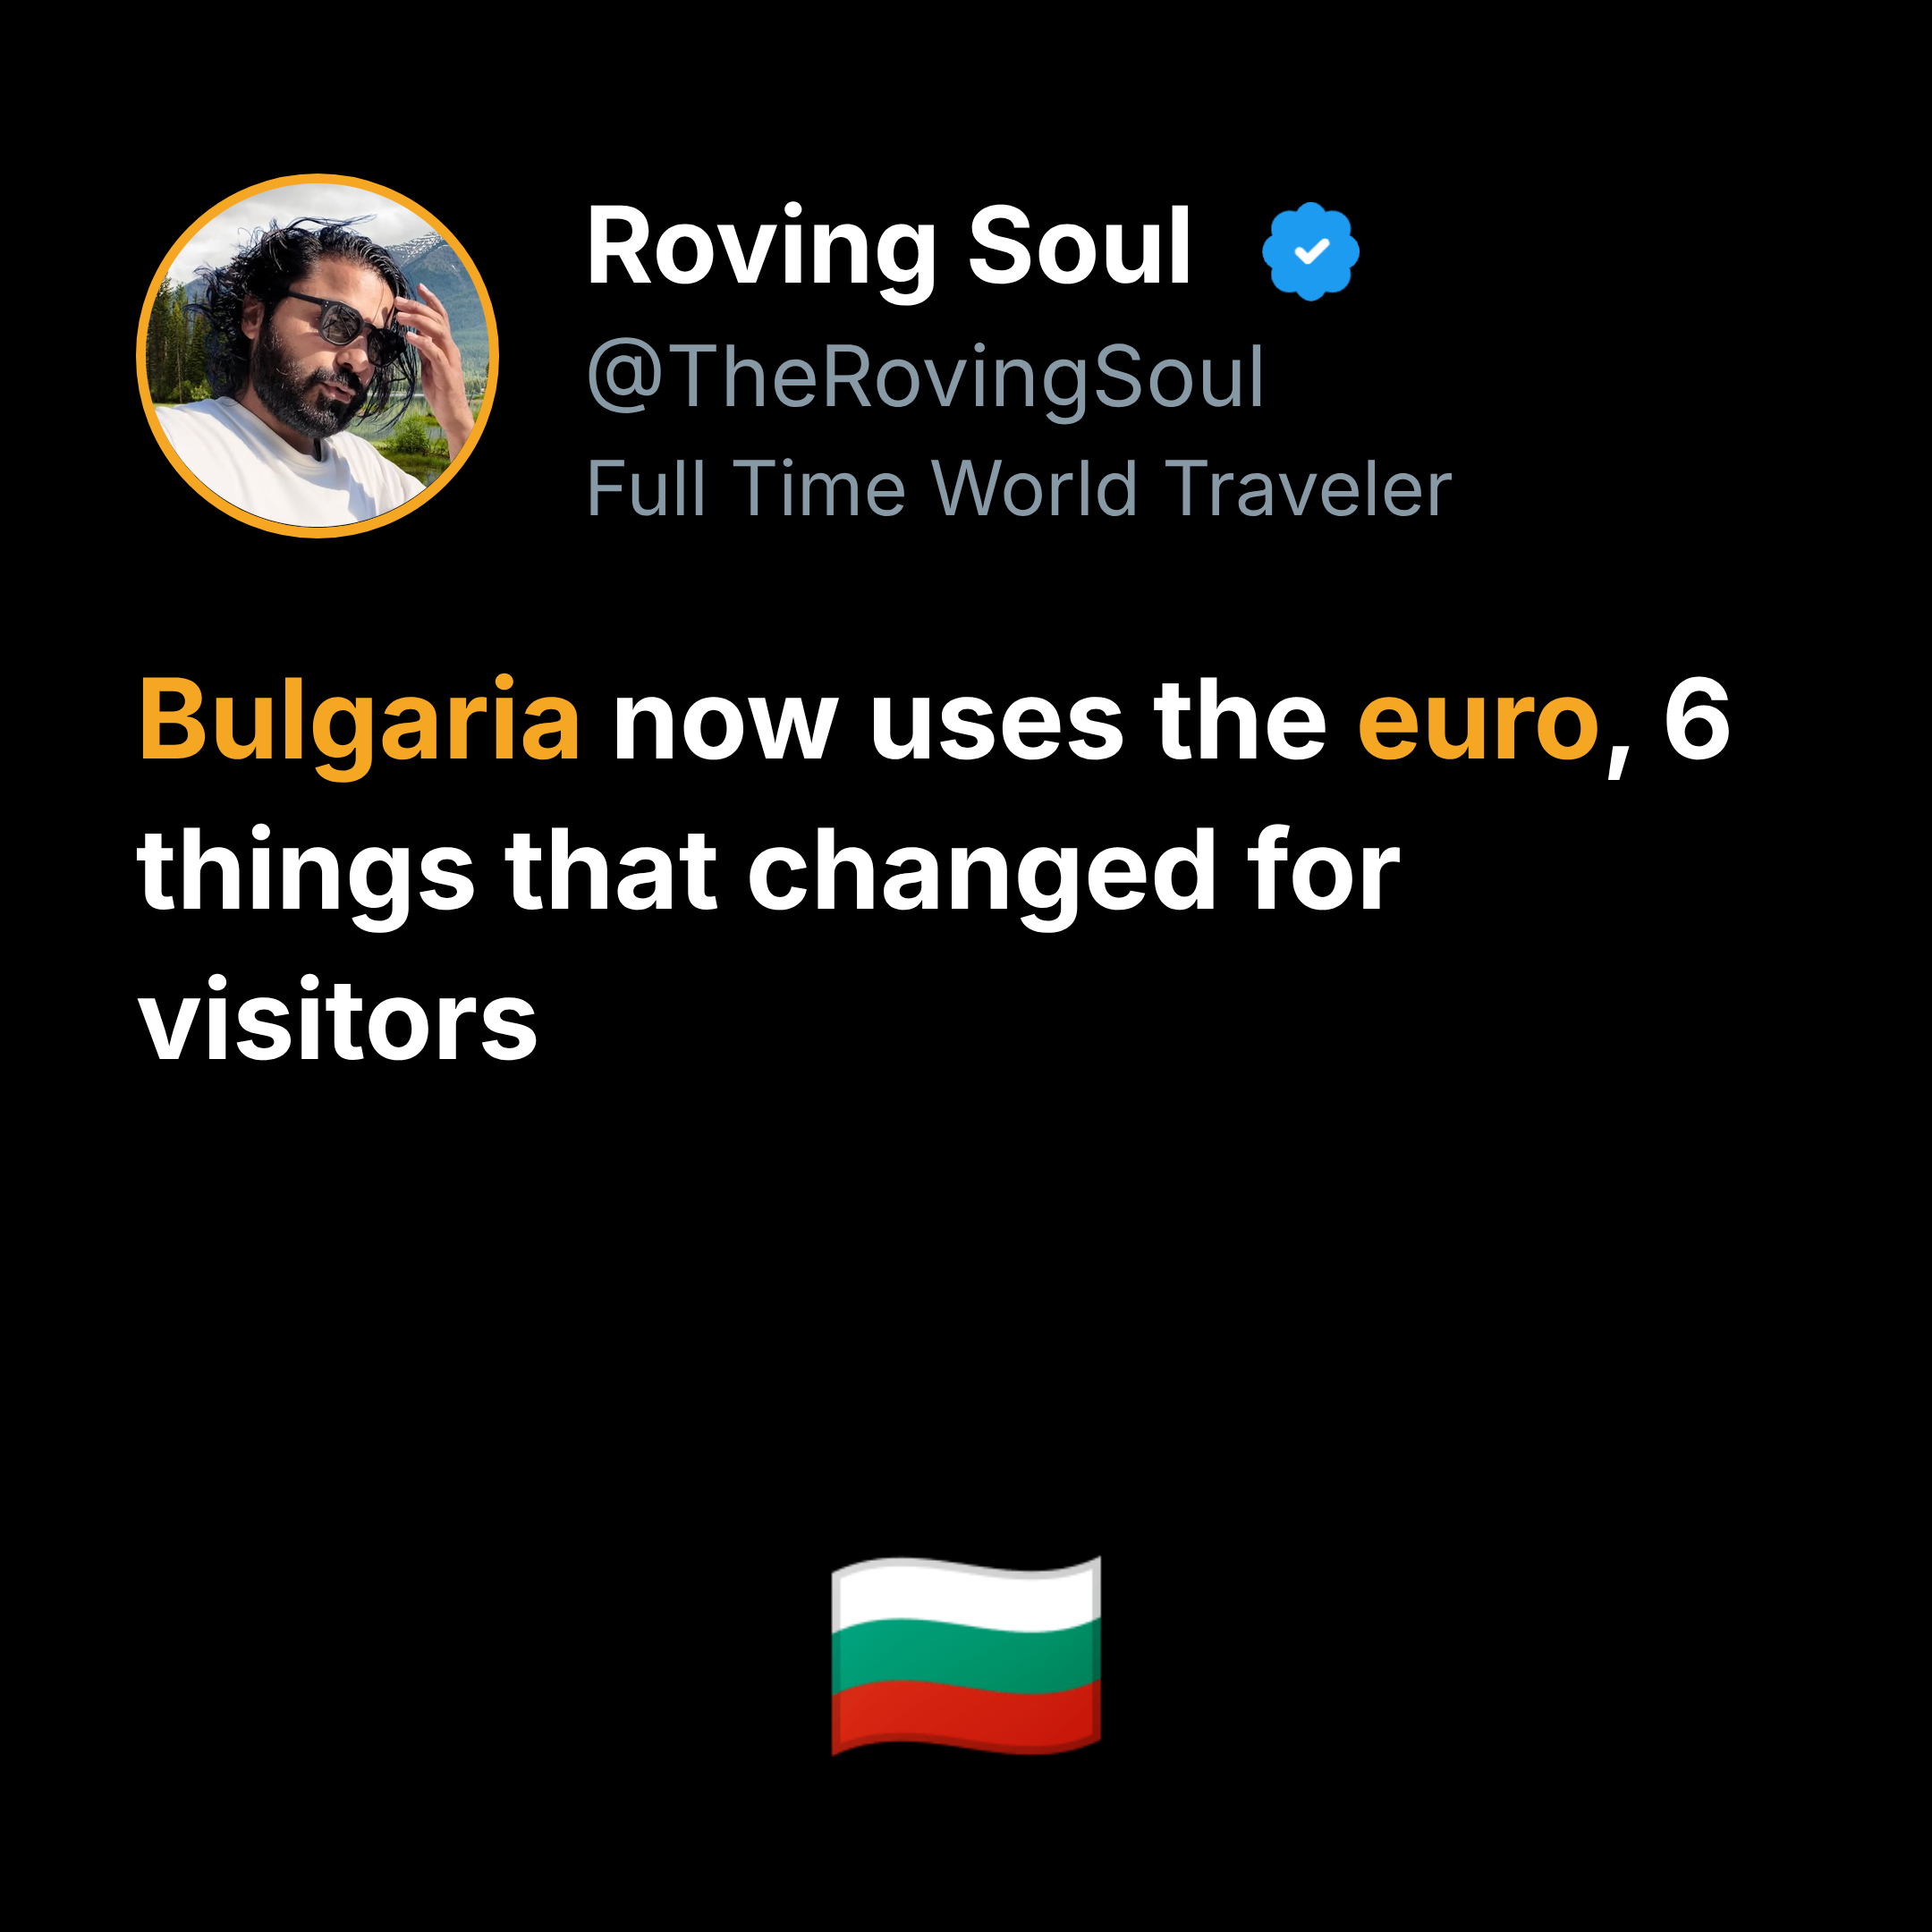 Roving Soul
@TheRovingSoul
Full Time World Traveler
Bulgaria now uses the euro, 6
things that changed for
visitors